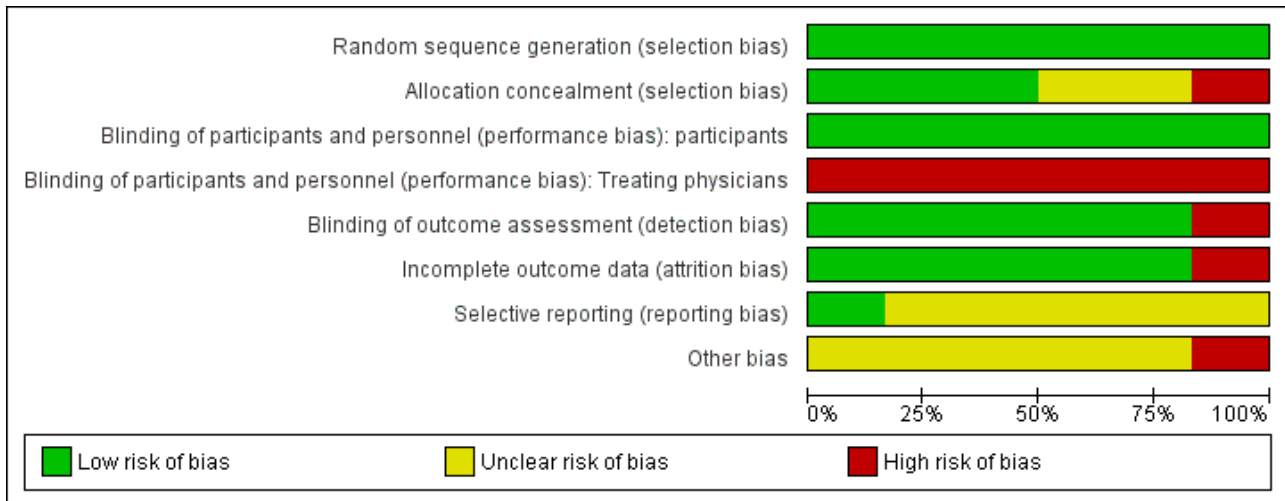 Random sequence generation (selection bias)
Allocation concealment (selection bias)
Blinding of participants and personnel (performance bias): participants
Blinding of participants and personnel (performance bias): Treating physicians
Blinding of outcome assessment (detection bias)
Incomplete outcome data (attrition bias)
Selective reporting (reporting bias)
Other bias
0% 25% 50% 75% 100%
Low risk of bias Unclear risk of bias High risk of bias